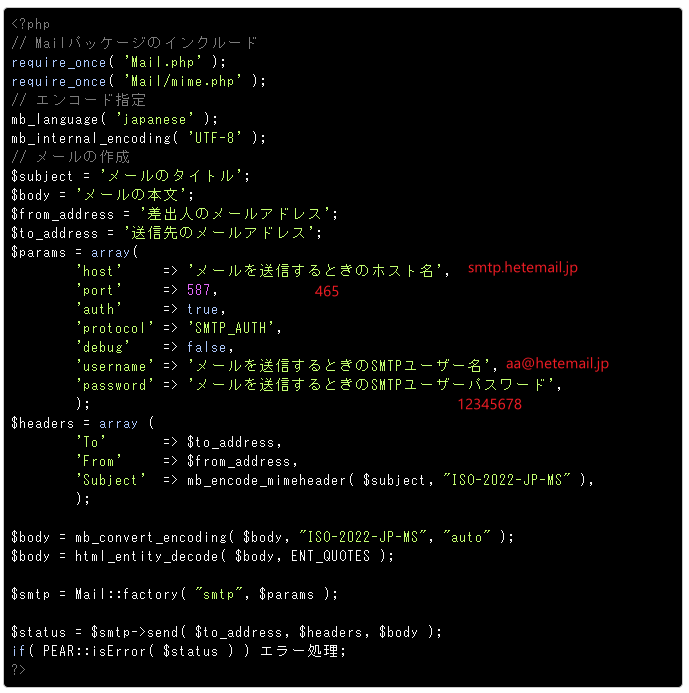 <?php
// Mailパッケージのインクルード
require_once( 'Mail.php' );
require_once( 'Mail/mime.php' );
// エンコード指定
mb_language( 'japanese' );
mb_internal_encoding( 'UTF-8' );
// メールの作成
$subject = 'メールのタイトル';
$body = 'メールの本文';
$from_address = '差出人のメールアドレス';
$to_address = '送信先のメールアドレス';
$params = array(
'host' => 'メールを送信するときのホスト名', smtp.hetemail.jp
'port' => 587, 465
'auth' => true,
'protocol' => 'SMTP_AUTH',
'debug' => false,
'username' => 'メールを送信するときのSMTPユーザー名', aa@hetemail.jp
'password' => 'メールを送信するときのSMTPユーザーパスワード',
); 12345678
$headers = array (
'To' => $to_address,
'From' => $from_address,
'Subject' => mb_encode_mimeheader( $subject, "ISO-2022-JP-MS" ),
);
$body = mb_convert_encoding( $body, "ISO-2022-JP-MS", "auto" );
$body = html_entity_decode( $body, ENT_QUOTES );
$smtp = Mail::factory( "smtp", $params );
$status = $smtp->send( $to_address, $headers, $body );
if( PEAR::isError( $status ) ) エラー処理;
?>